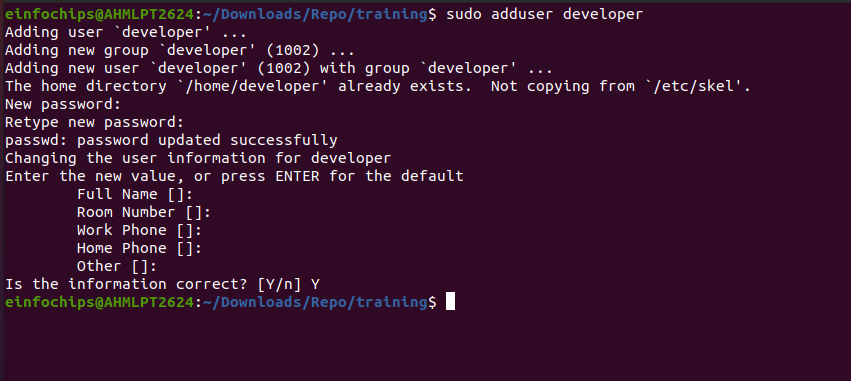 einfochips@AHMLPT2624:~/Downloads/Repo/training$ sudo adduser developer
Adding user `developer' ...
Adding new group `developer' (1002) ...
Adding new user `developer' (1002) with group `developer' ...
The home directory `/home/developer' already exists.  Not copying from `/etc/skel'.
New password:
Retype new password:
passwd: password updated successfully
Changing the user information for developer
Enter the new value, or press ENTER for the default
        Full Name []:
        Room Number []:
        Work Phone []:
        Home Phone []:
        Other []:
Is the information correct? [Y/n] Y
einfochips@AHMLPT2624:~/Downloads/Repo/training$